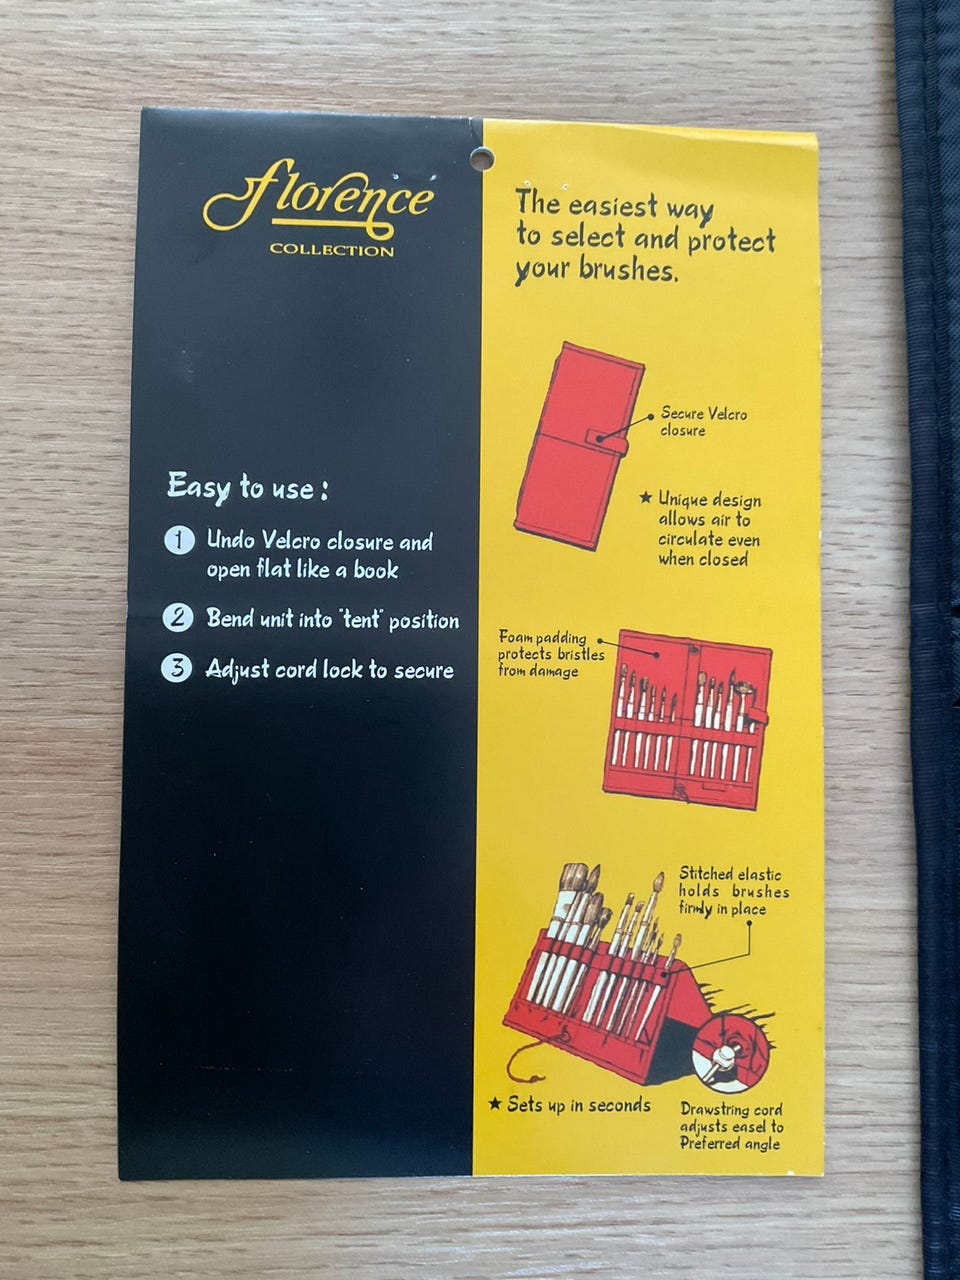 florence
COLLECTION
Easy to use :
1 Undo Velcro closure and
open flat like a book
2 Bend unit into "tent" position
3 Adjust cord lock to secure
The easiest way
to select and protect
your brushes.
Secure Velcro
closure
★ Unique design
allows air to
circulate even
when closed
Foam padding
protects bristles
from damage
Stitched elastic
holds brushes
firmly in place
★ Sets up in seconds
Drawstring cord
adjusts easel to
Preferred angle